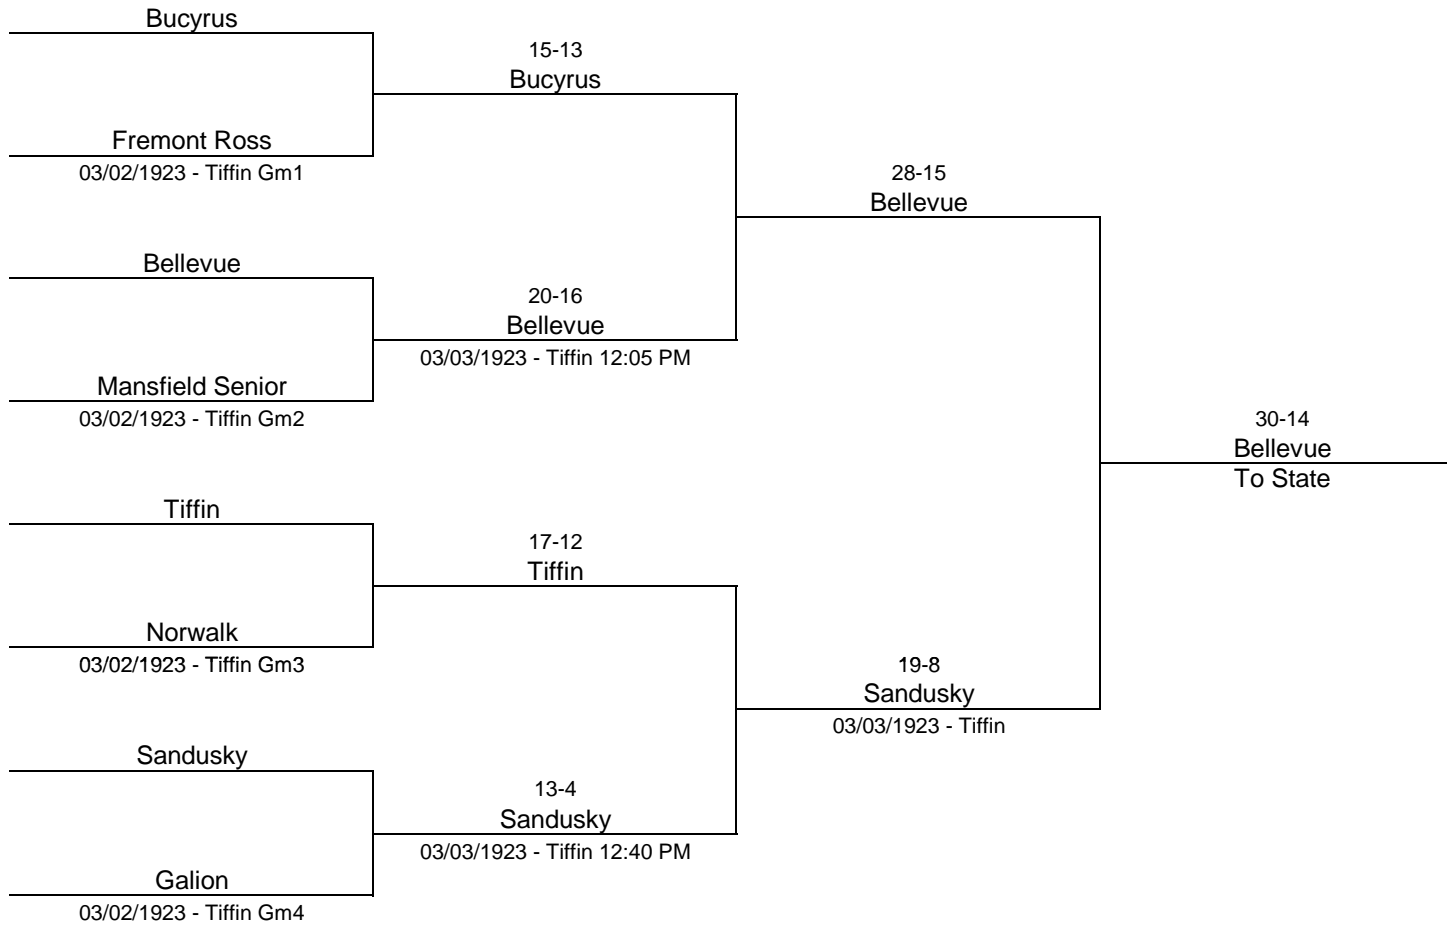 Bucyrus
15-13
Bucyrus
Fremont Ross
03/02/1923 - Tiffin Gm1
28-15
Bellevue
Bellevue
20-16
Bellevue
03/03/1923 - Tiffin 12:05 PM
Mansfield Senior
03/02/1923 - Tiffin Gm2
30-14
Bellevue
To State
Tiffin
17-12
Tiffin
Norwalk
03/02/1923 - Tiffin Gm3
19-8
Sandusky
03/03/1923 - Tiffin
Sandusky
13-4
Sandusky
03/03/1923 - Tiffin 12:40 PM
Galion
03/02/1923 - Tiffin Gm4